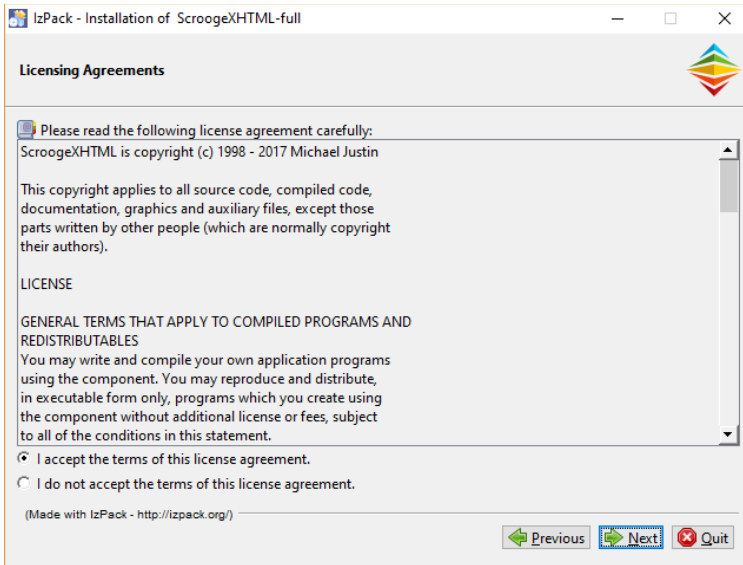 IzPack - Installation of ScroogeXHTML-full
Licensing Agreements
Please read the following license agreement carefully:
ScroogeXHTML is copyright (c) 1998 - 2017 Michael Justin
This copyright applies to all source code, compiled code,
documentation, graphics and auxiliary files, except those
parts written by other people (which are normally copyright
their authors).
LICENSE
GENERAL TERMS THAT APPLY TO COMPILED PROGRAMS AND
REDISTRIBUTABLES
You may write and compile your own application programs
using the component. You may reproduce and distribute,
in executable form only, programs which you create using
the component without additional license or fees, subject
to all of the conditions in this statement.
I accept the terms of this license agreement.
I do not accept the terms of this license agreement.
(Made with IzPack - http://izpack.org/)
Previous Next Quit